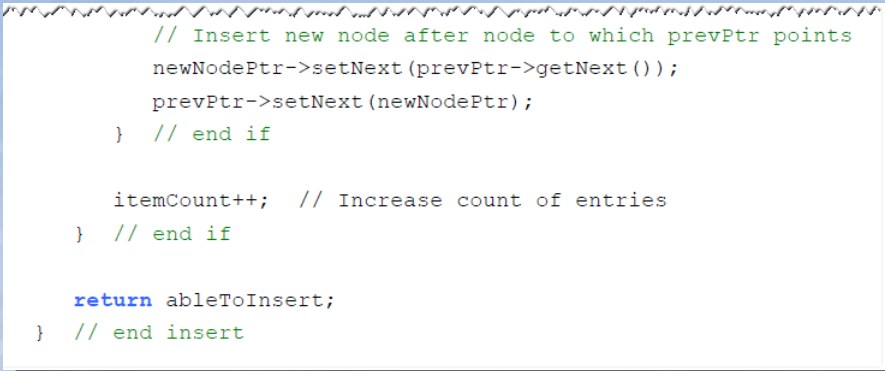 // Insert new node after node to which prevPtr points
newNodePtr->setNext(prevPtr->getNext());
prevPtr->setNext(newNodePtr);
} // end if
itemCount++; // Increase count of entries
} // end if
return ableToInsert;
} // end insert